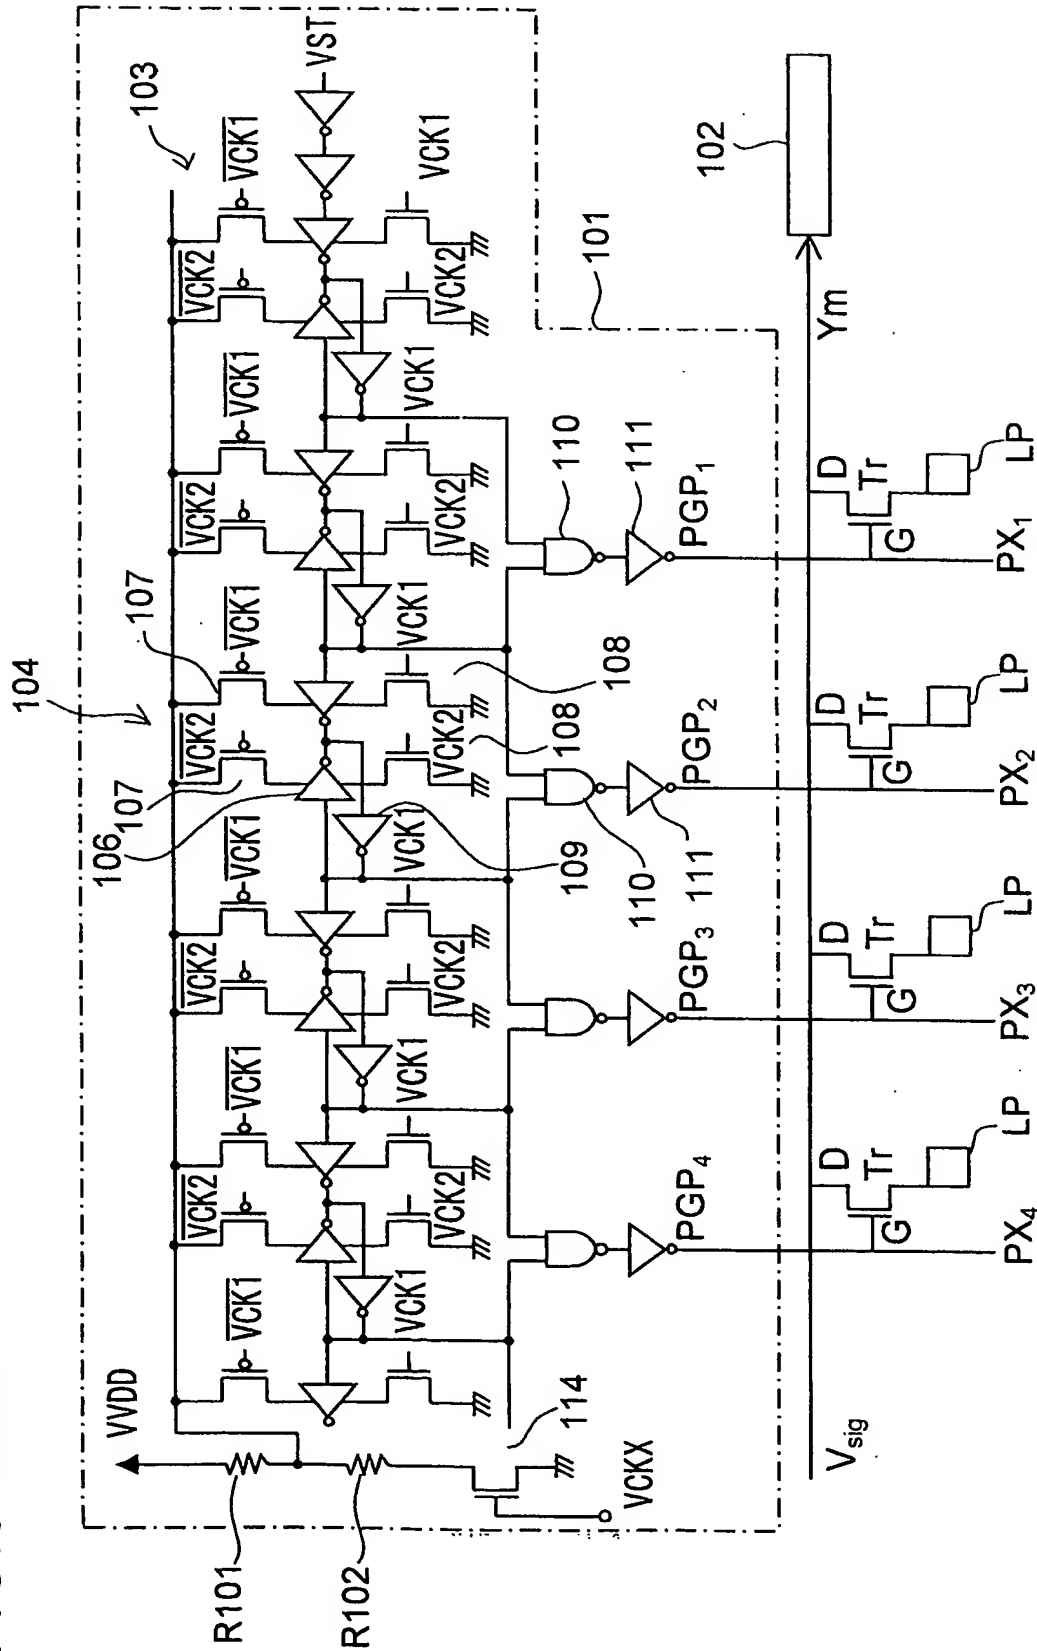 104
103
107
107
106
VVDD
R101
R102
VCKX
114
VCK1
VCK2
VCK1
VCK2
VCK1
VCK2
VCK1
VCK2
VCK1
VCK2
VCK1
VST
VCK1
VCK2
VCK1
VCK2
VCK1
VCK2
VCK1
VCK2
VCK1
VCK2
VCK1
108
108
109
110
110
111
111
101
102
PGP4
PGP3
PGP2
PGP1
Vsig
Ym
D
Tr
G
LP
D
Tr
G
LP
D
Tr
G
LP
D
Tr
G
LP
PX4
PX3
PX2
PX1